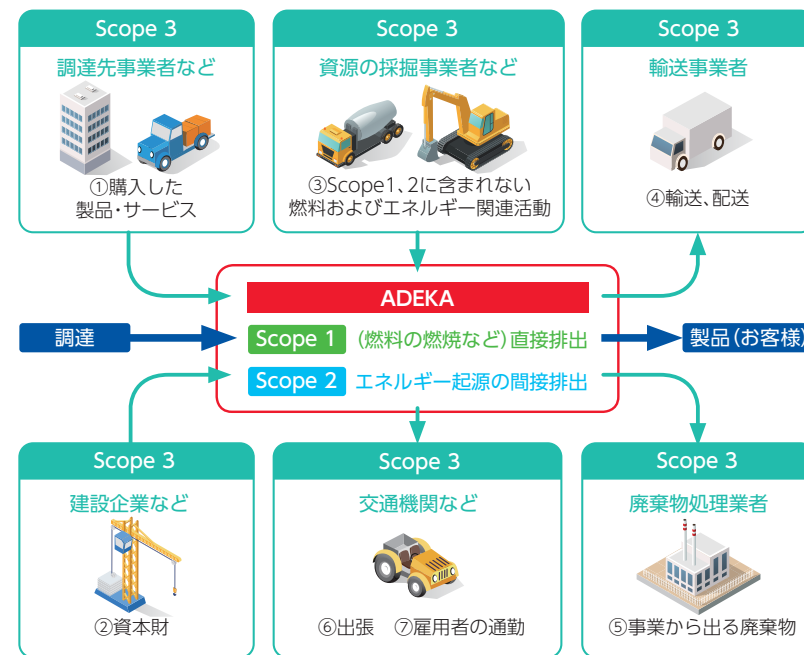 Scope 3
調達先事業者など
①購入した
製品・サービス
Scope 3
資源の採掘事業者など
③Scope1、2に含まれない
燃料およびエネルギー関連活動
Scope 3
輸送事業者
④輸送、配送
ADEKA
調達
Scope 1 (燃料の燃焼など)直接排出
製品(お客様)
Scope 2 エネルギー起源の間接排出
Scope 3
建設企業など
②資本財
Scope 3
交通機関など
⑥出張 ⑦雇用者の通勤
Scope 3
廃棄物処理業者
⑤事業から出る廃棄物